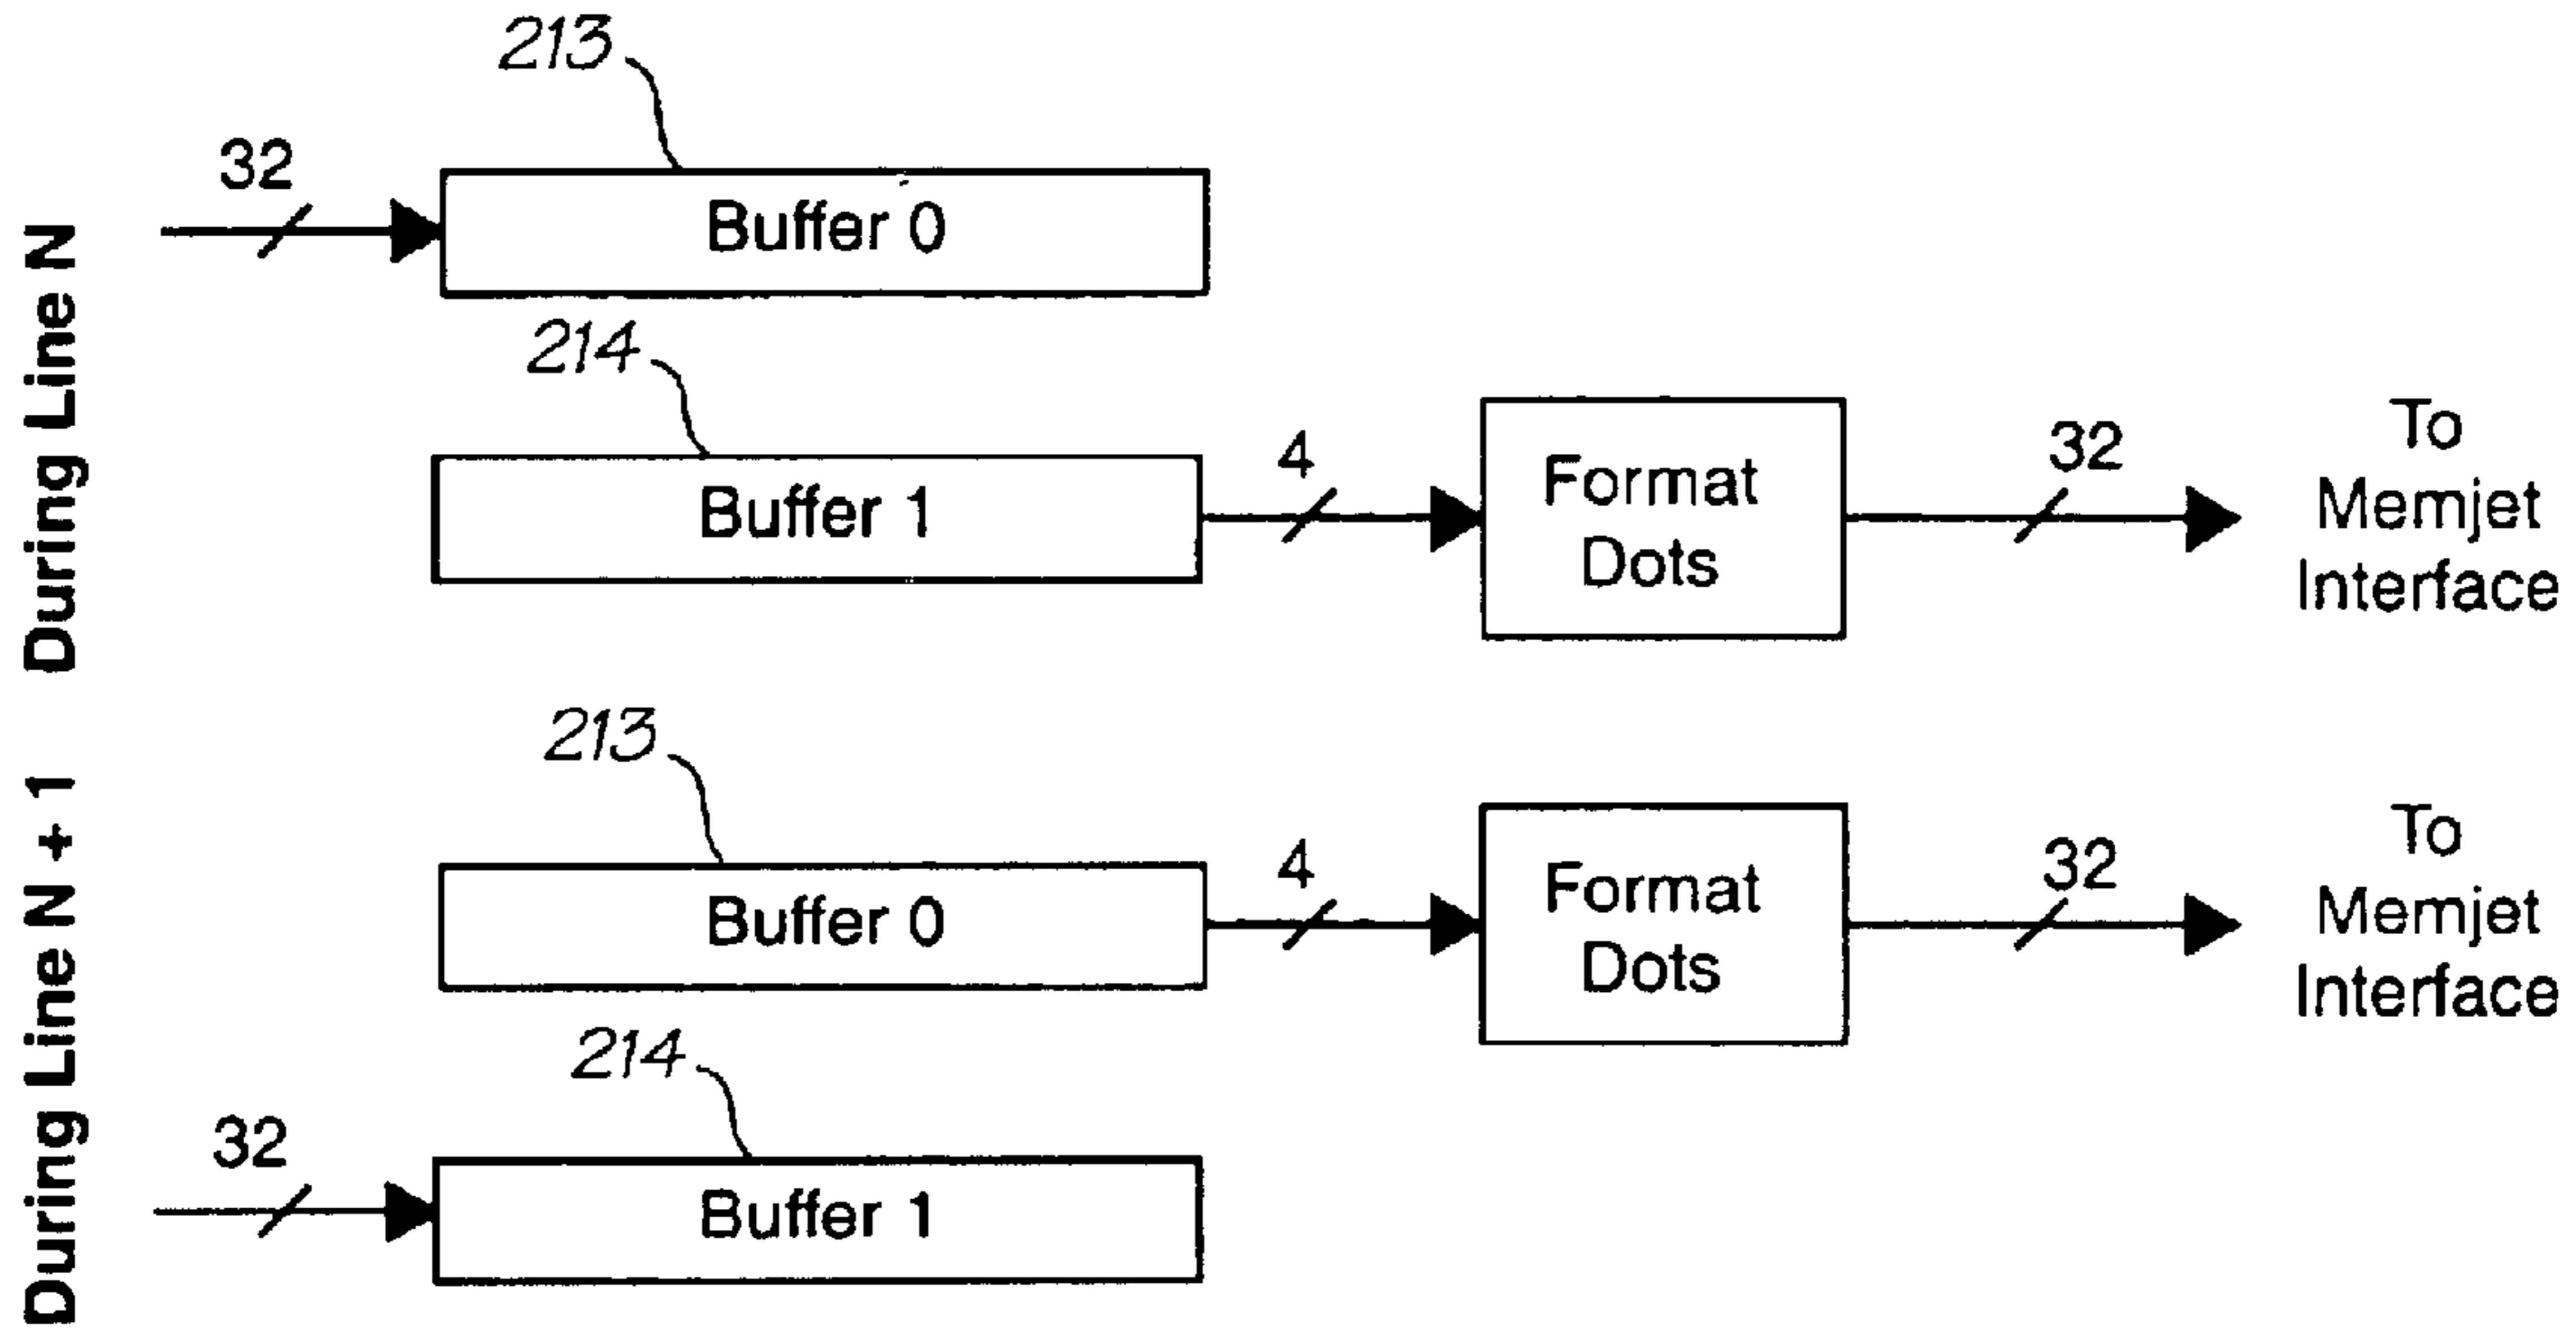 During Line N
213
32
Buffer 0
214
Buffer 1
4
Format
Dots
32
To
Memjet
Interface
During Line N + 1
213
Buffer 0
4
Format
Dots
32
To
Memjet
Interface
214
32
Buffer 1